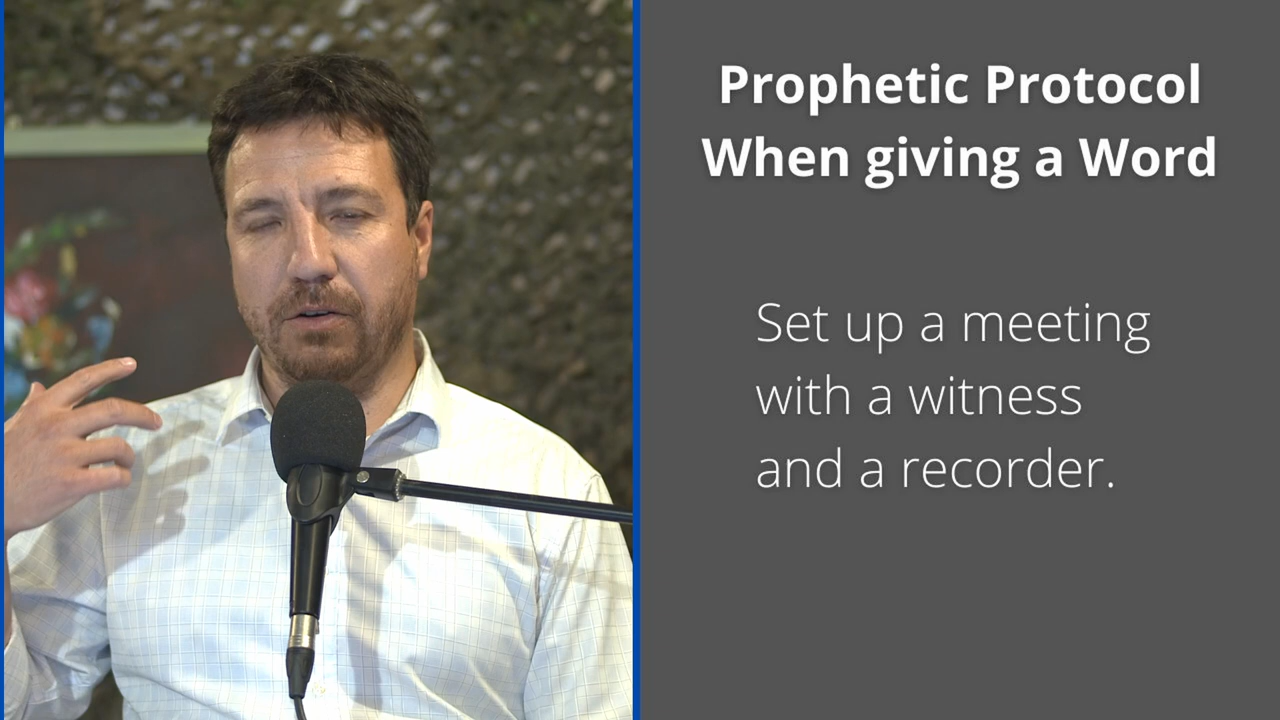 Prophetic Protocol
When giving a Word
Set up a meeting
with a witness
and a recorder.